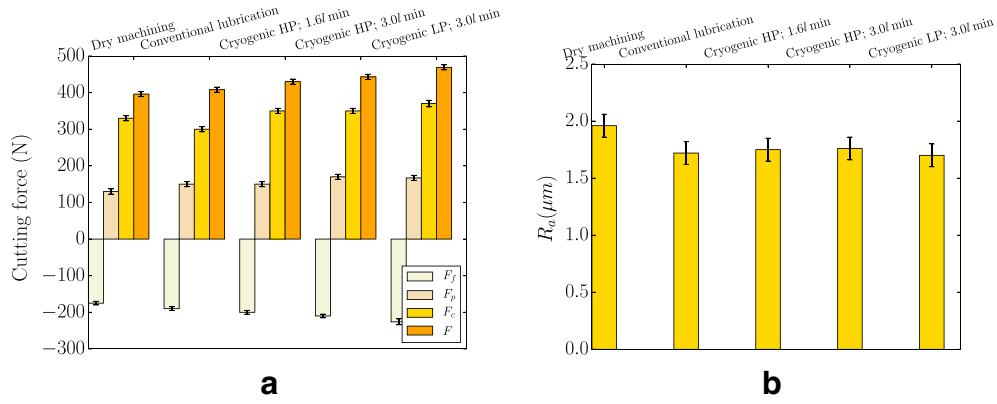 Dry machining
Conventional lubrication
Cryogenic HP; 1.6l min
Cryogenic HP; 3.0l min
Cryogenic LP; 3.0l min
500
400
300
200
100
0
−100
−200
−300
Cutting force (N)
F_f
F_p
F_c
F
a
Dry machining
Conventional lubrication
Cryogenic HP; 1.6l min
Cryogenic HP; 3.0l min
Cryogenic LP; 3.0l min
2.5
2.0
1.5
1.0
0.5
0.0
R_a(μm)
b